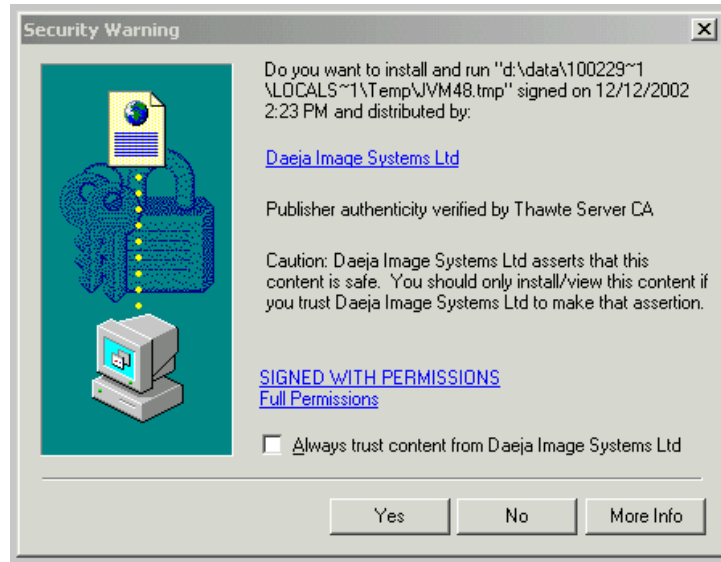 Security Warning
Do you want to install and run "d:\data\100229~1
\LOCALS~1\Temp\JVM48.tmp" signed on 12/12/2002
2:23 PM and distributed by:
Daeja Image Systems Ltd
Publisher authenticity verified by Thawte Server CA
Caution: Daeja Image Systems Ltd asserts that this
content is safe.  You should only install/view this content if
you trust Daeja Image Systems Ltd to make that assertion.
SIGNED WITH PERMISSIONS
Full Permissions
Always trust content from Daeja Image Systems Ltd
Yes No More Info